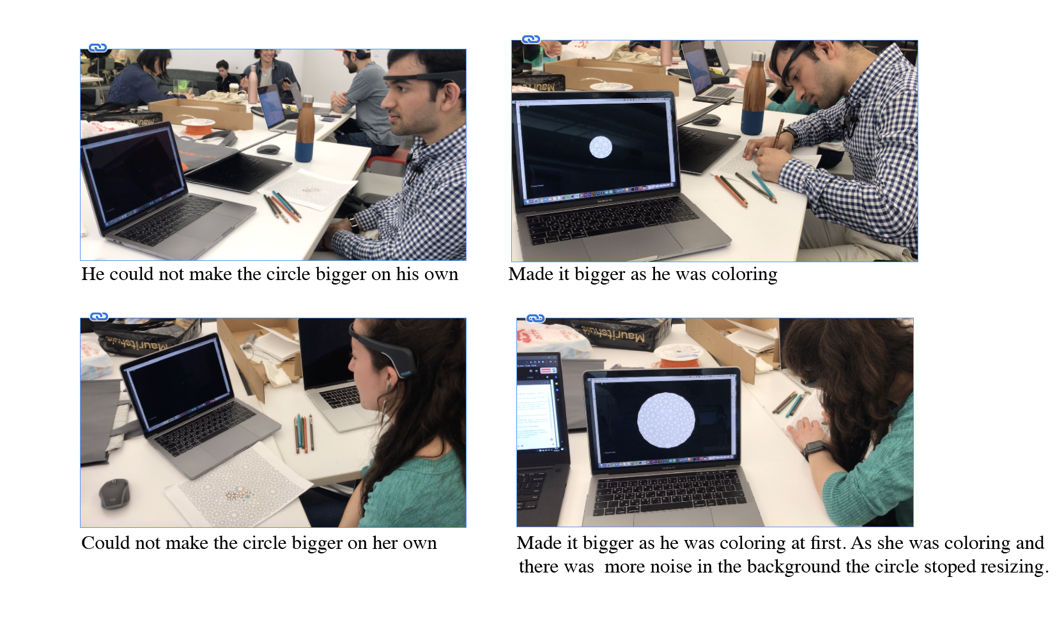 He could not make the circle bigger on his own
Made it bigger as he was coloring
Mauritshuis
Could not make the circle bigger on her own
Made it bigger as he was coloring at first. As she was coloring and
there was  more noise in the background the circle stoped resizing.